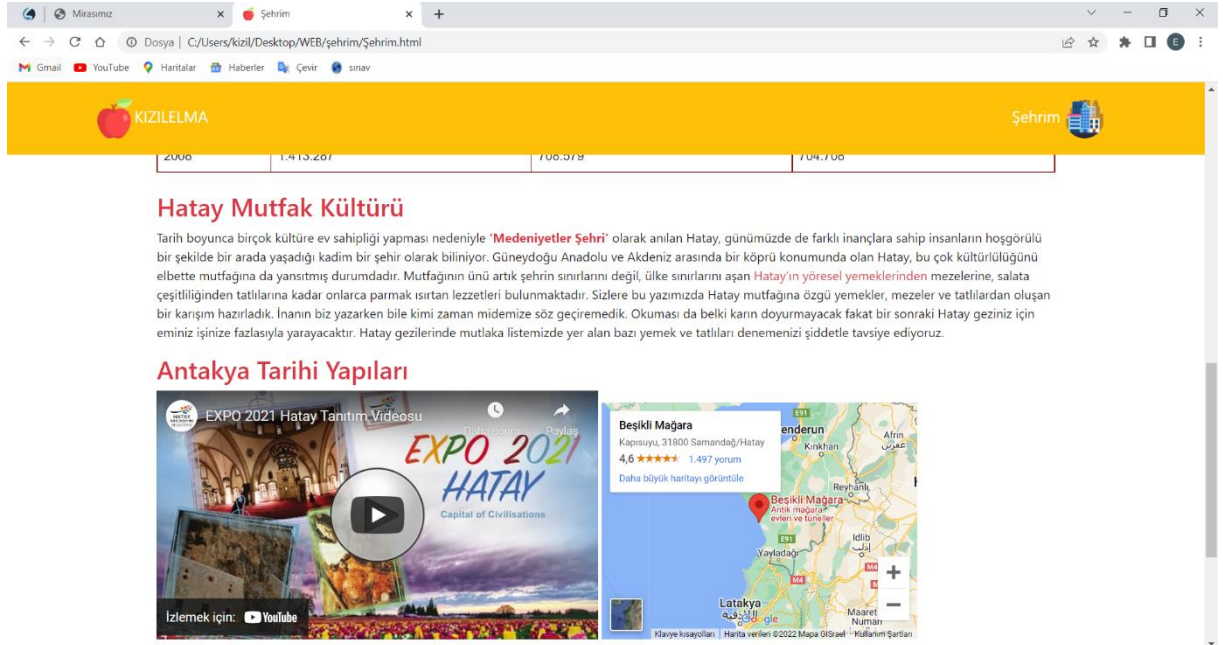 Mirasımız
Şehrim
Dosya | C:/Users/kizil/Desktop/WEB/şehrim/Şehrim.html
E
Gmail YouTube Haritalar Haberler Çevir sınav
KIZILELMA
Şehrim
2008 1.413.287 708.579 704.708
Hatay Mutfak Kültürü
Tarih boyunca birçok kültüre ev sahipliği yapması nedeniyle ‘Medeniyetler Şehri’ olarak anılan Hatay, günümüzde de farklı inançlara sahip insanların hoşgörülü
bir şekilde bir arada yaşadığı kadim bir şehir olarak biliniyor. Güneydoğu Anadolu ve Akdeniz arasında bir köprü konumunda olan Hatay, bu çok kültürlülüğünü
elbette mutfağına da yansıtmış durumdadır. Mutfağının ünü artık şehrin sınırlarını değil, ülke sınırlarını aşan Hatay’ın yöresel yemeklerinden mezelerine, salata
çeşitliliğinden tatlılarına kadar onlarca parmak ısırtan lezzetleri bulunmaktadır. Sizlere bu yazımızda Hatay mutfağına özgü yemekler, mezeler ve tatlılardan oluşan
bir karışım hazırladık. İnanın biz yazarken bile kimi zaman midemize söz geçiremedik. Okuması da belki karın doyurmayacak fakat bir sonraki Hatay geziniz için
eminiz işinize fazlasıyla yarayacaktır. Hatay gezilerinde mutlaka listemizde yer alan bazı yemek ve tatlıları denemenizi şiddetle tavsiye ediyoruz.
Antakya Tarihi Yapıları
EXPO 2021 Hatay Tanıtım Videosu
Daha sonra Paylaş
EXPO 2021
HATAY
Capital of Civilisations
İzlemek için: YouTube
Beşikli Mağara
Kapısuyu, 31800 Samandağ/Hatay
4,6 1.497 yorum
Daha büyük haritayı görüntüle
E91
enderun
Kırıkhan
Afrin
عفرين
Reyhanlı
Beşikli Mağara
Antik mağara
evleri ve tüneller
E91
Idlib
إدلب
Yayladağı
M4
M4
Latakya
اللاذقية
Google
Maaret
Numan
Klavye kısayolları Harita verileri ©2022 Mapa GISrael Kullanım Şartları